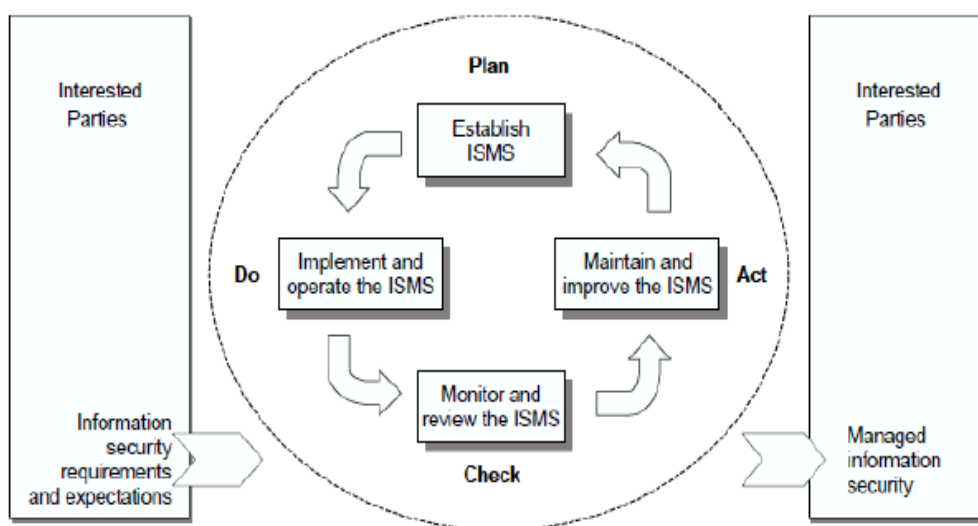 Interested
Parties
Information
security
requirements
and expectations
Plan
Establish
ISMS
Do
Implement and
operate the ISMS
Maintain and
improve the ISMS
Act
Monitor and
review the ISMS
Check
Interested
Parties
Managed
information
security